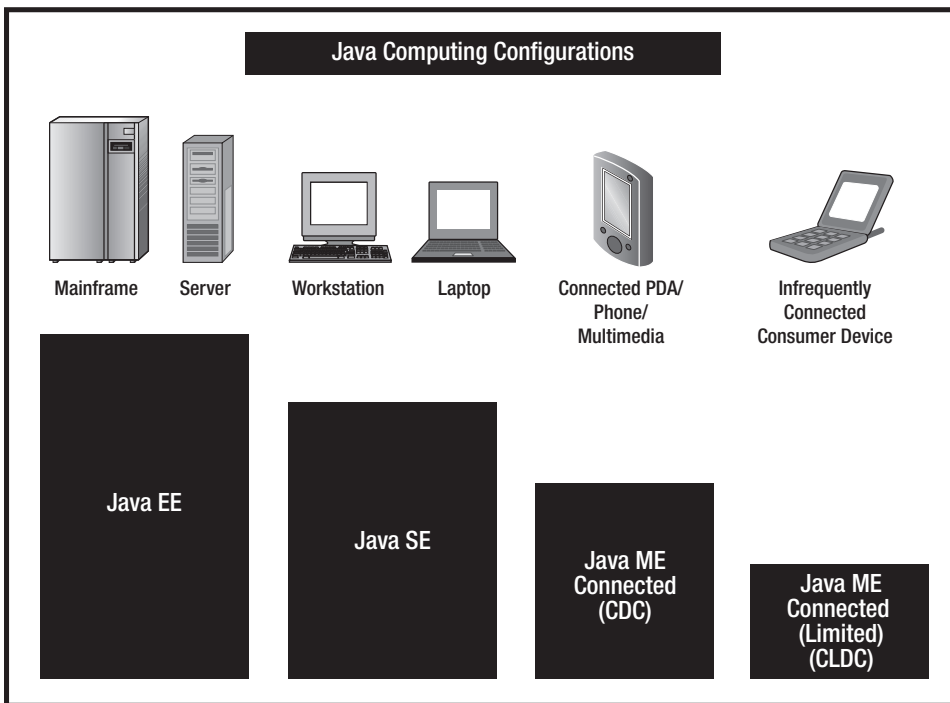 Java Computing Configurations
Mainframe
Server
Workstation
Laptop
Connected PDA/
Phone/
Multimedia
Infrequently
Connected
Consumer Device
Java EE
Java SE
Java ME
Connected
(CDC)
Java ME
Connected
(Limited)
(CLDC)